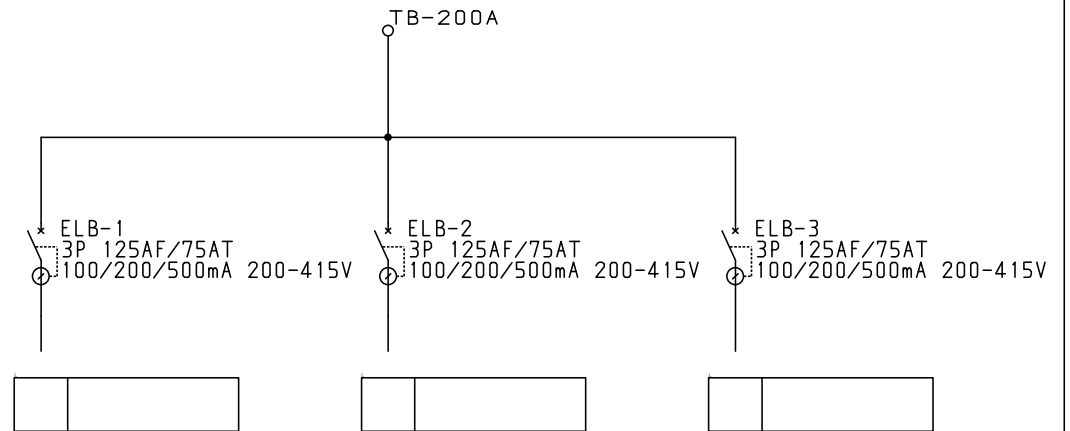 TB-200A
ELB-1
3P 125AF/75AT
100/200/500mA 200-415V
ELB-2
3P 125AF/75AT
100/200/500mA 200-415V
ELB-3
3P 125AF/75AT
100/200/500mA 200-415V